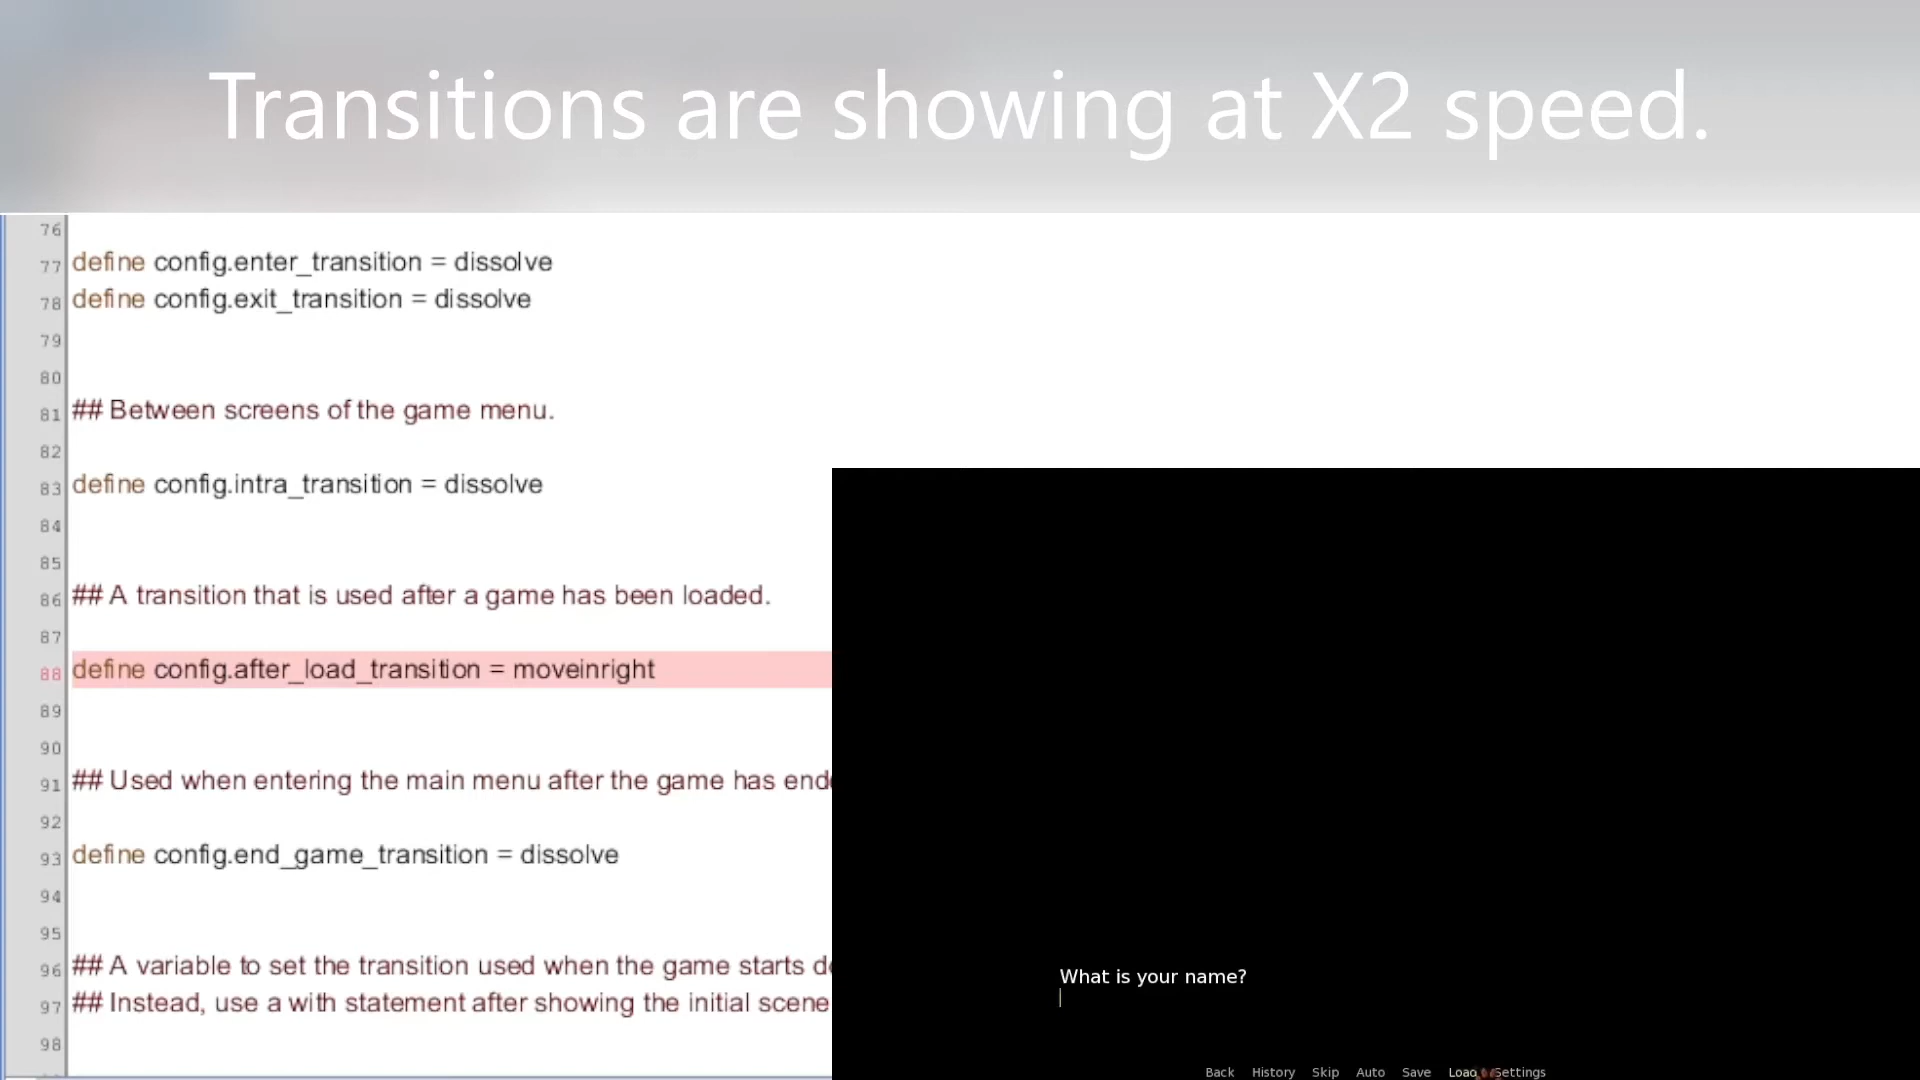 Transitions are showing at X2 speed.
76
77 define config.enter_transition = dissolve
78 define config.exit_transition = dissolve
79
80
81 ## Between screens of the game menu.
82
83 define config.intra_transition = dissolve
84
85
86 ## A transition that is used after a game has been loaded.
87
88 define config.after_load_transition = moveinright
89
90
91 ## Used when entering the main menu after the game has
92
93 define config.end_game_transition = dissolve
94
95
96 ## A variable to set the transition used when the game starts
97 ## Instead, use a with statement after showing the initial scene
98
What is your name?
Back History Skip Auto Save Load Settings